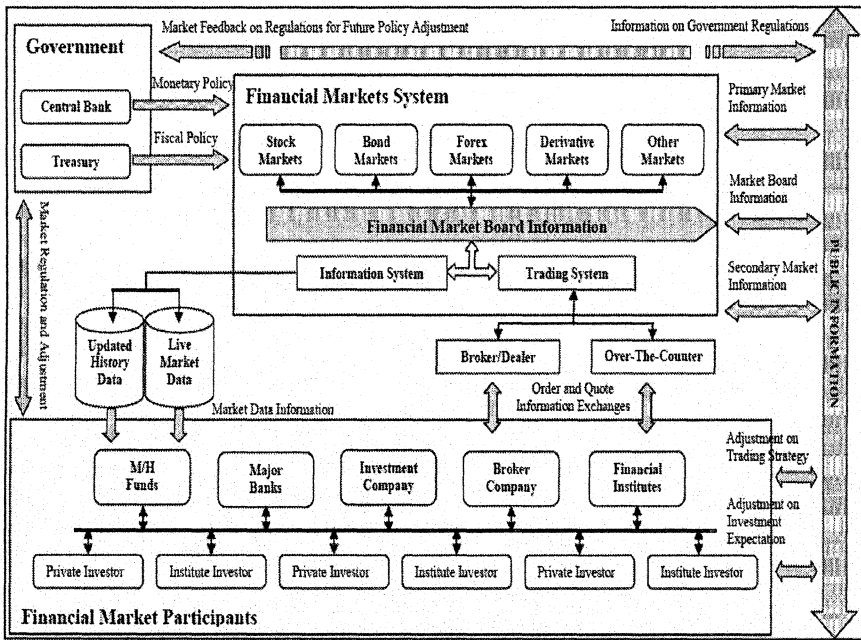 Market Feedback on Regulations for Future Policy Adjustment
Information on Government Regulations
Government
Central Bank
Treasury
Monetary Policy
Fiscal Policy
Financial Markets System
Stock
Markets
Bond
Markets
Forex
Markets
Derivative
Markets
Other
Markets
Financial Market Board Information
Information System
Trading System
Primary Market
Information
Market Board
Information
Secondary Market
Information
PUBLIC INFORMATION
Market Regulation and Adjustment
Updated
History
Data
Live
Market
Data
Broker/Dealer
Over-The-Counter
Market Data Information
Order and Quote
Information Exchanges
M/H
Funds
Major
Banks
Investment
Company
Broker
Company
Financial
Institutes
Adjustment on
Trading Strategy
Adjustment on
Investment
Expectation
Private Investor
Institute Investor
Private Investor
Institute Investor
Private Investor
Institute Investor
Financial Market Participants